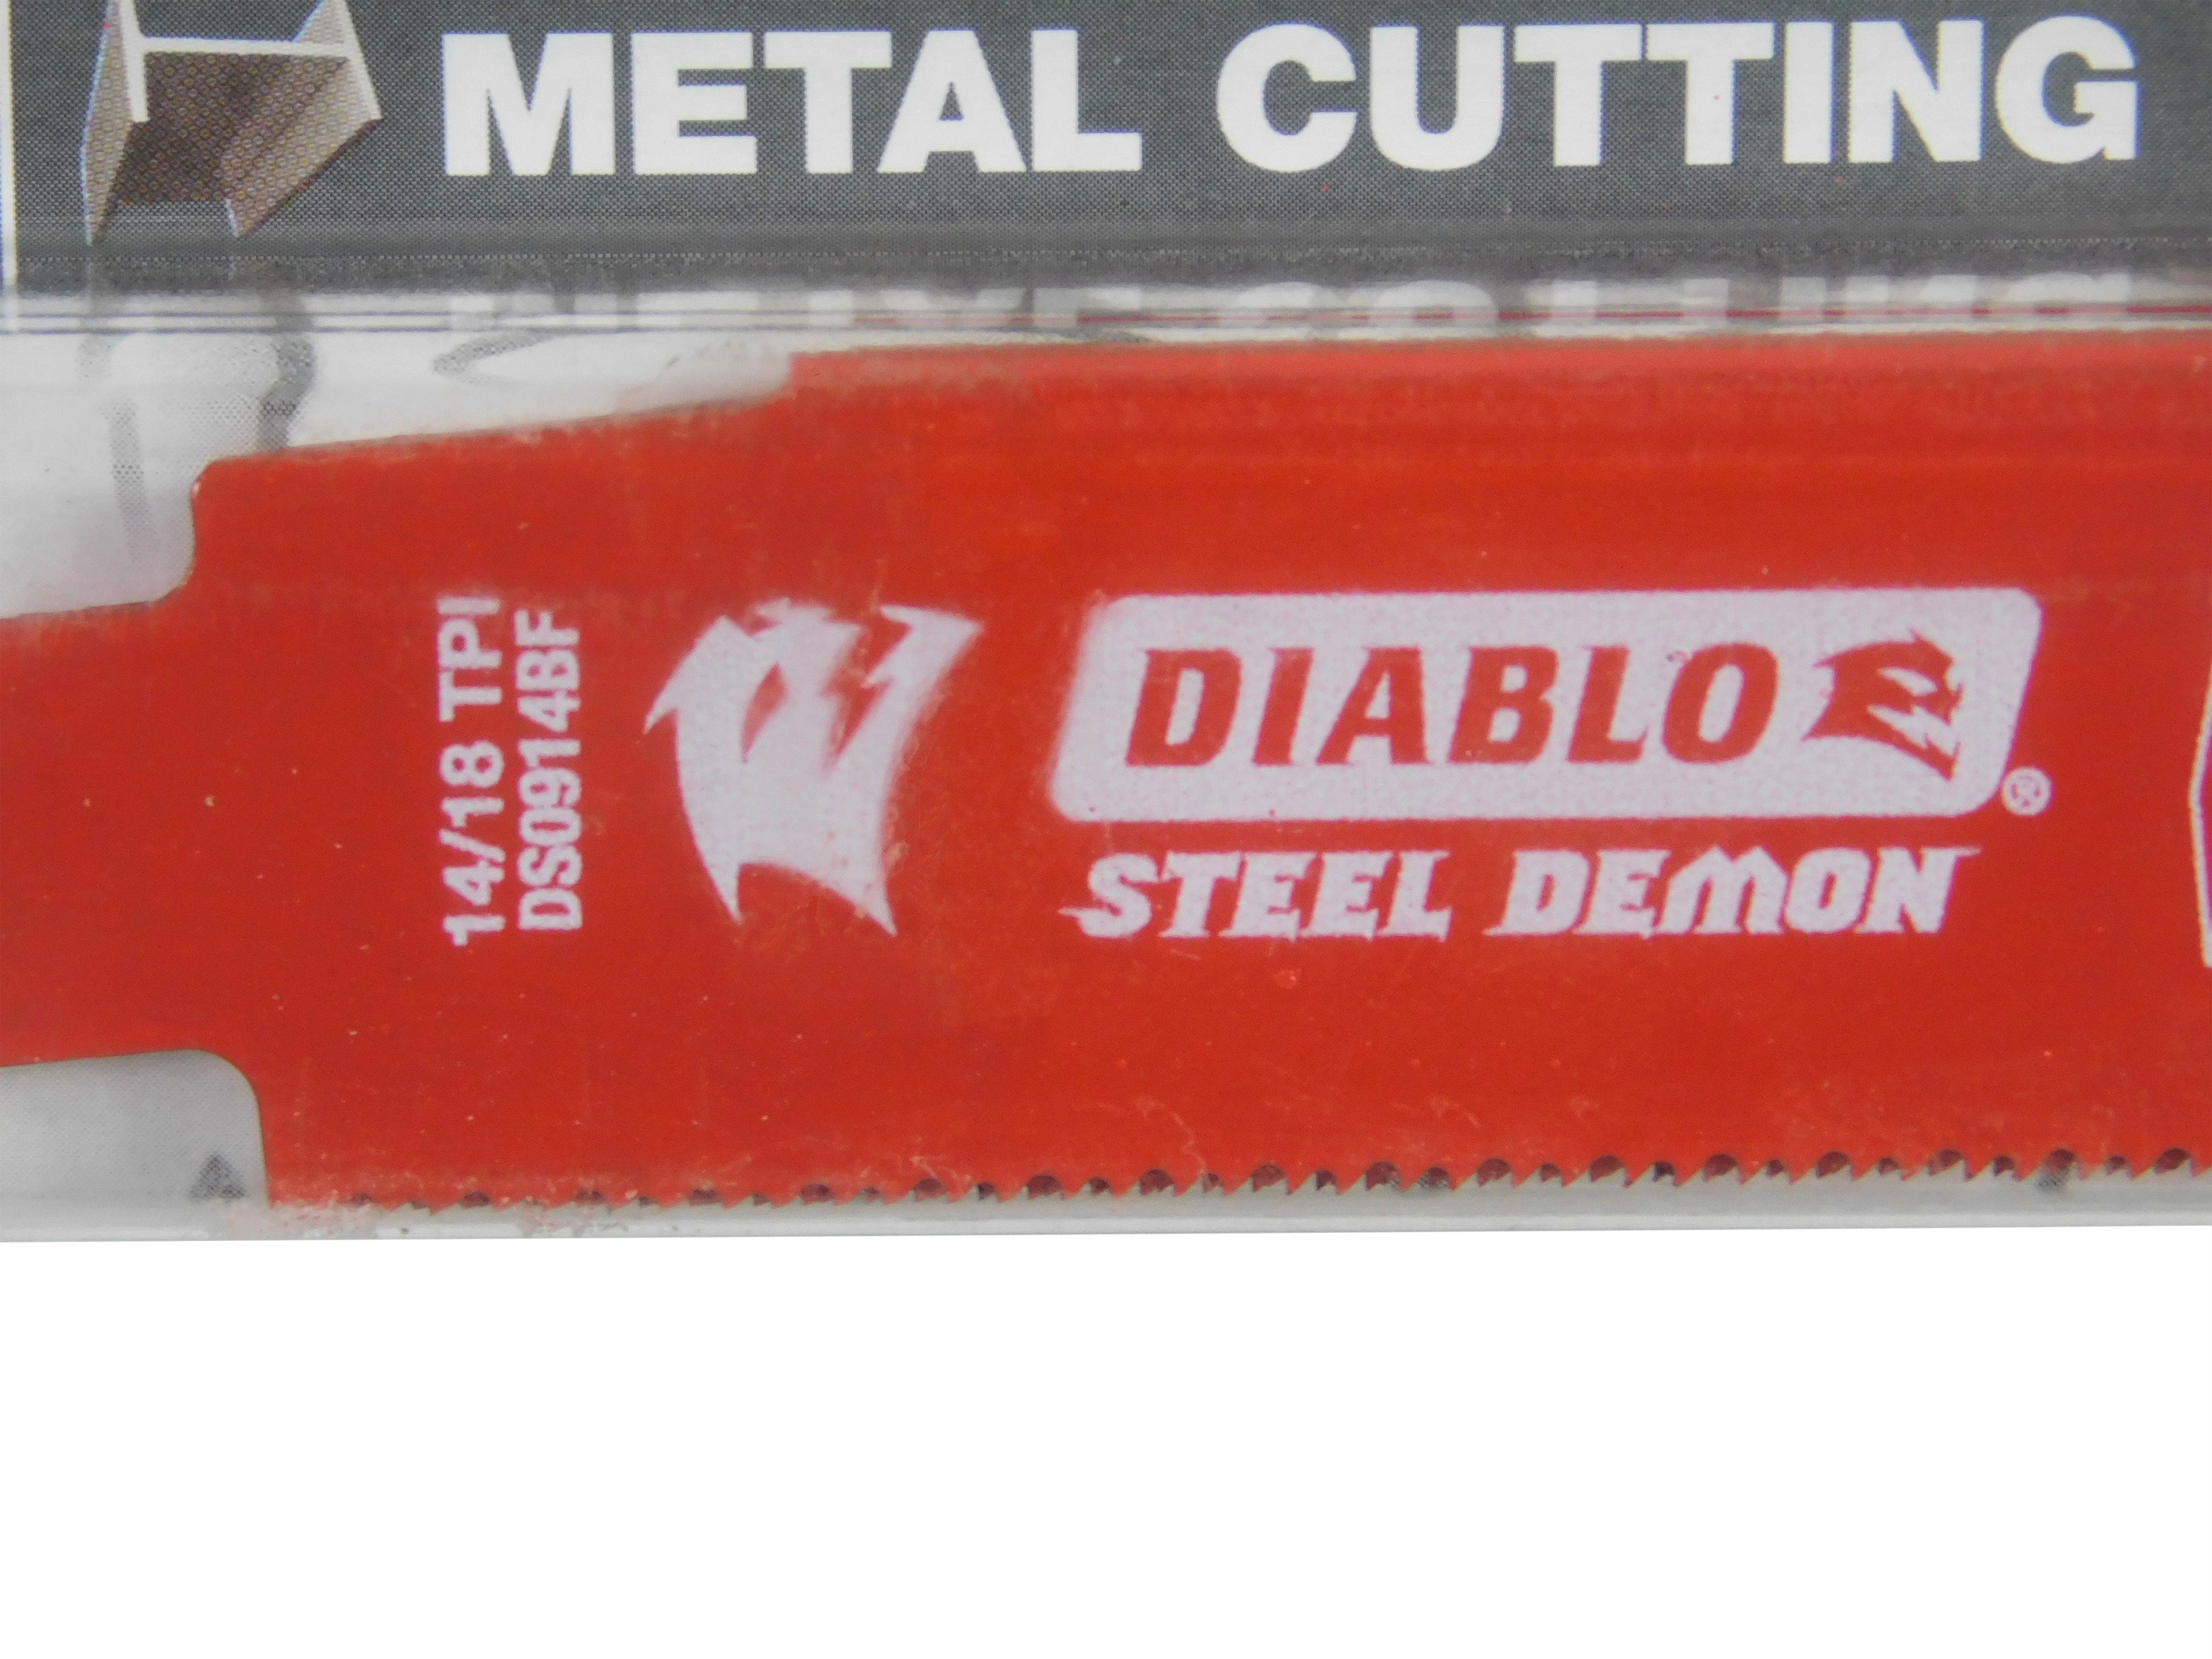 METAL CUTTING
14/18 TPI
DS0914BF
DIABLO
®
STEEL DEMON